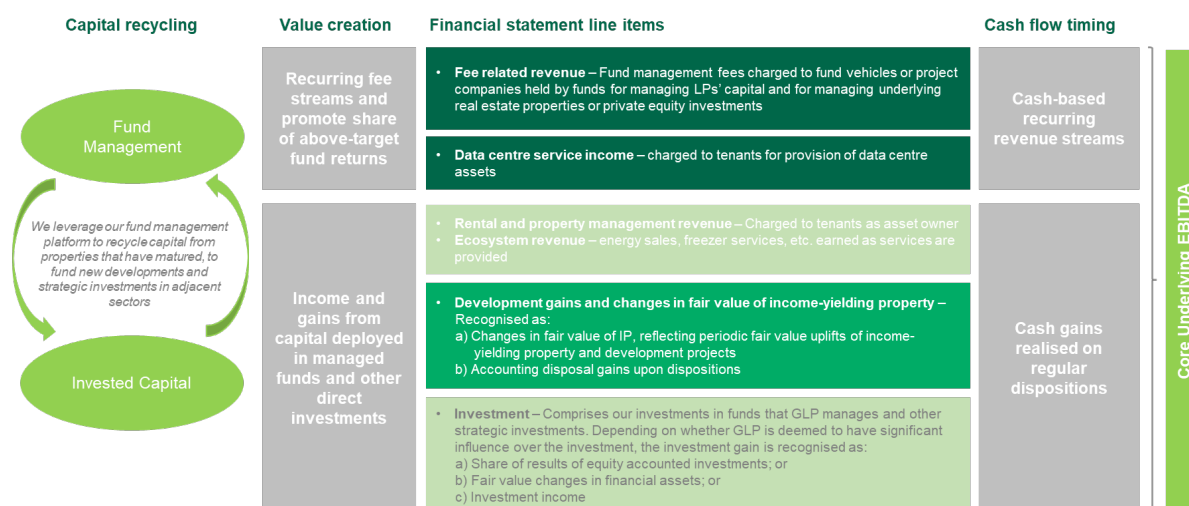 Capital recycling
Value creation
Financial statement line items
Cash flow timing
Fund
Management
We leverage our fund management
platform to recycle capital from
properties that have matured, to
fund new developments and
strategic investments in adjacent
sectors
Invested Capital
Recurring fee
streams and
promote share
of above-target
fund returns
• Fee related revenue – Fund management fees charged to fund vehicles or project
companies held by funds for managing LPs' capital and for managing underlying
real estate properties or private equity investments
• Data centre service income – charged to tenants for provision of data centre
assets
Cash-based
recurring
revenue streams
Income and
gains from
capital deployed
in managed
funds and other
direct
investments
• Rental and property management revenue – Charged to tenants as asset owner
• Ecosystem revenue – energy sales, freezer services, etc. earned as services are
provided
• Development gains and changes in fair value of income-yielding property –
Recognised as:
a) Changes in fair value of IP, reflecting periodic fair value uplifts of income-
yielding property and development projects
b) Accounting disposal gains upon dispositions
• Investment – Comprises our investments in funds that GLP manages and other
strategic investments. Depending on whether GLP is deemed to have significant
influence over the investment, the investment gain is recognised as:
a) Share of results of equity accounted investments; or
b) Fair value changes in financial assets; or
c) Investment income
Cash gains
realised on
regular
dispositions
Core Underlying EBITDA